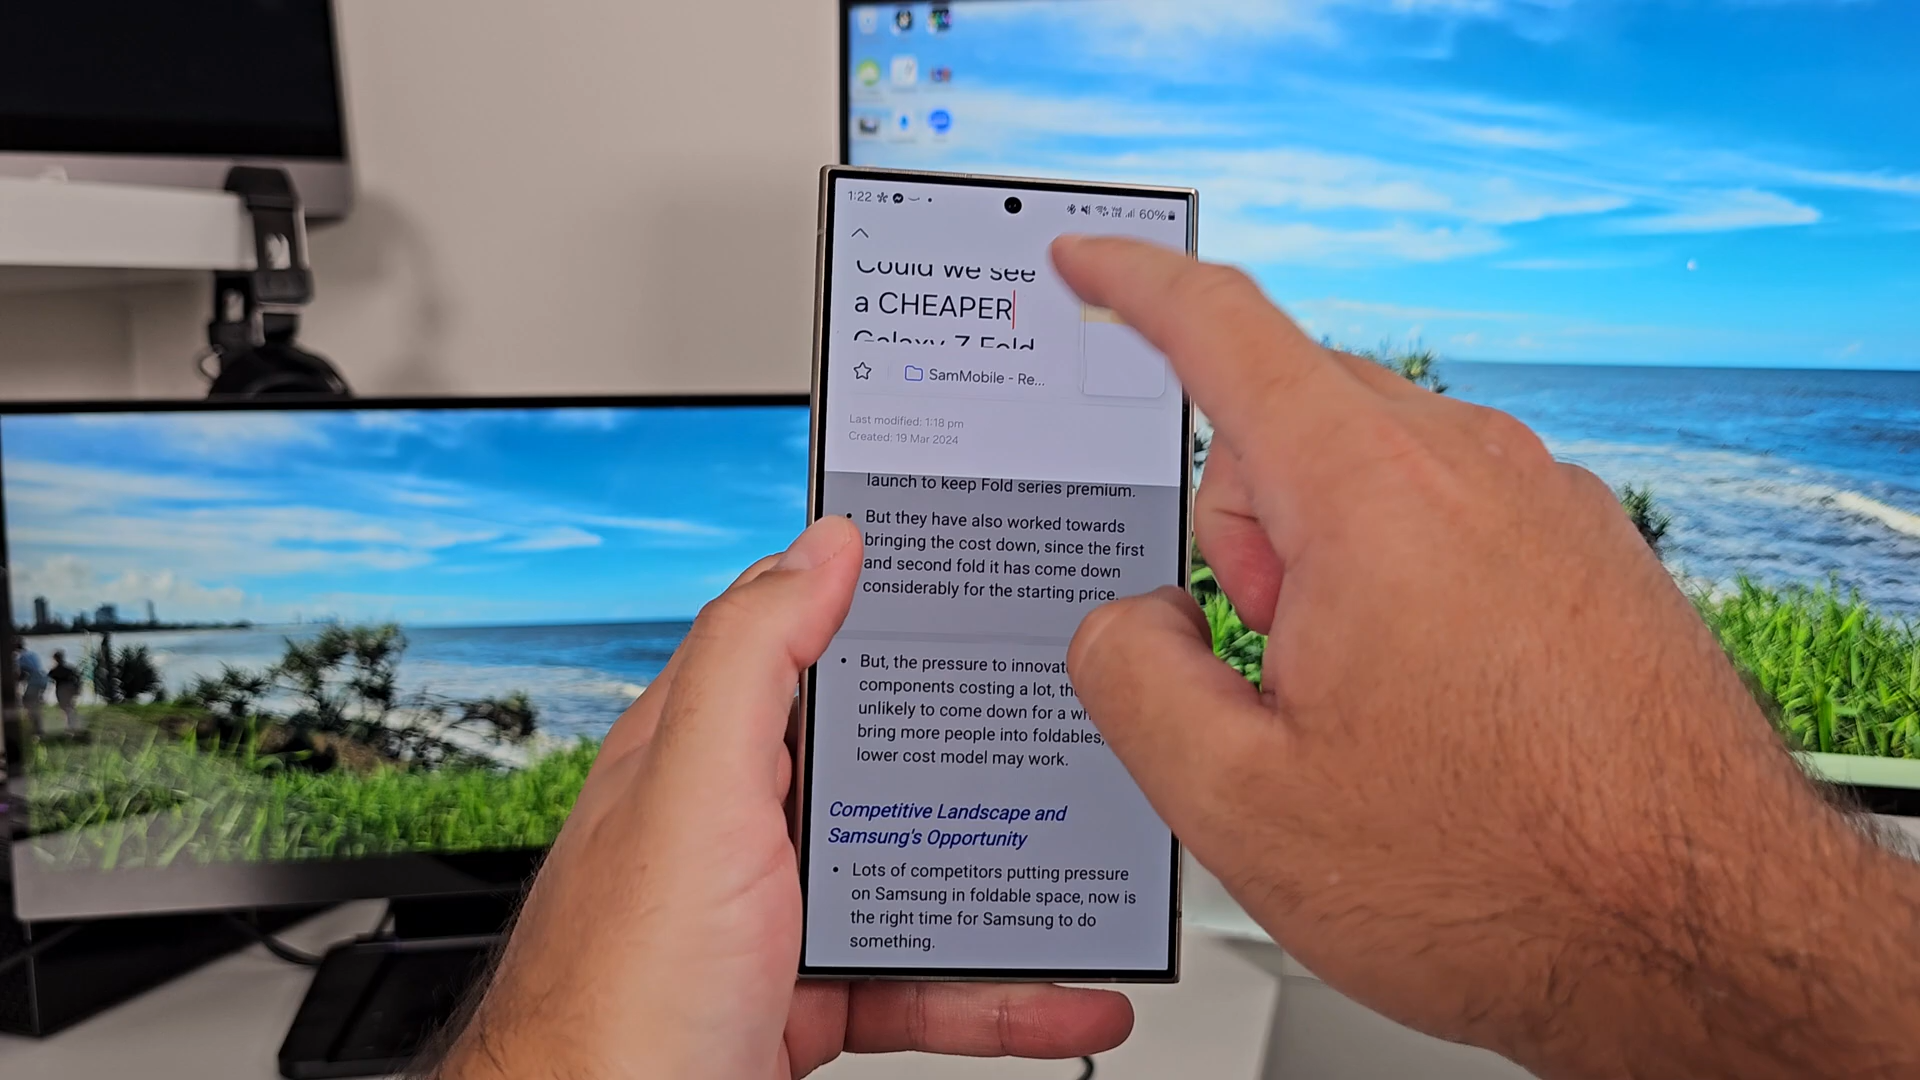 1:22
60%
Could we see
a CHEAPER
Galaxy Z Fold
SamMobile - Re...
Last modified: 1:18 pm
Created: 19 Mar 2024
launch to keep Fold series premium.
• But they have also worked towards
bringing the cost down, since the first
and second fold it has come down
considerably for the starting price.
• But, the pressure to innovat
components costing a lot, th
unlikely to come down for a wh
bring more people into foldables,
lower cost model may work.
Competitive Landscape and
Samsung's Opportunity
• Lots of competitors putting pressure
on Samsung in foldable space, now is
the right time for Samsung to do
something.